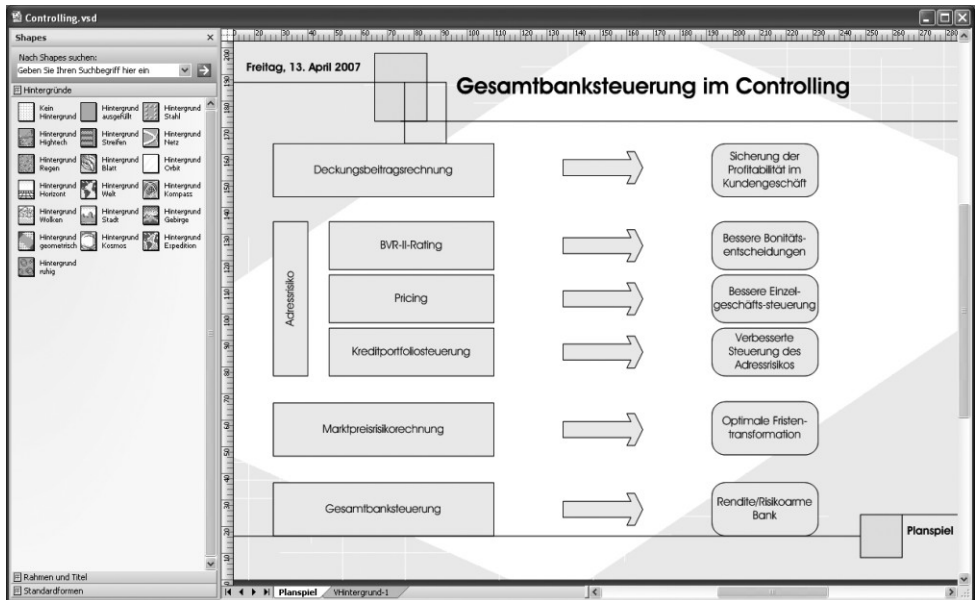 Controlling.vsd
Shapes
Nach Shapes suchen:
Geben Sie Ihren Suchbegriff hier ein
Hintergründe
Kein
Hintergrund
Hintergrund
ausgefüllt
Hintergrund
Stahl
Hintergrund
Hightech
Hintergrund
Streifen
Hintergrund
Netz
Hintergrund
Regen
Hintergrund
Blatt
Hintergrund
Orbit
Hintergrund
Horizont
Hintergrund
Welt
Hintergrund
Kompass
Hintergrund
Wolken
Hintergrund
Stadt
Hintergrund
Gebirge
Hintergrund
geometrisch
Hintergrund
Kosmos
Hintergrund
Expedition
Hintergrund
ruhig
Rahmen und Titel
Standardformen
Freitag, 13. April 2007
Gesamtbanksteuerung im Controlling
Deckungsbeitragsrechnung
Sicherung der
Profitabilität im
Kundengeschäft
Adressrisiko
BVR-II-Rating
Bessere Bonitäts-
entscheidungen
Pricing
Bessere Einzel-
geschäfts-steuerung
Kreditportfoliosteuerung
Verbesserte
Steuerung des
Adressrisikos
Marktpreisrisikorechnung
Optimale Fristen-
transformation
Gesamtbanksteuerung
Rendite/Risikoarme
Bank
Planspiel
Planspiel
VHintergrund-1